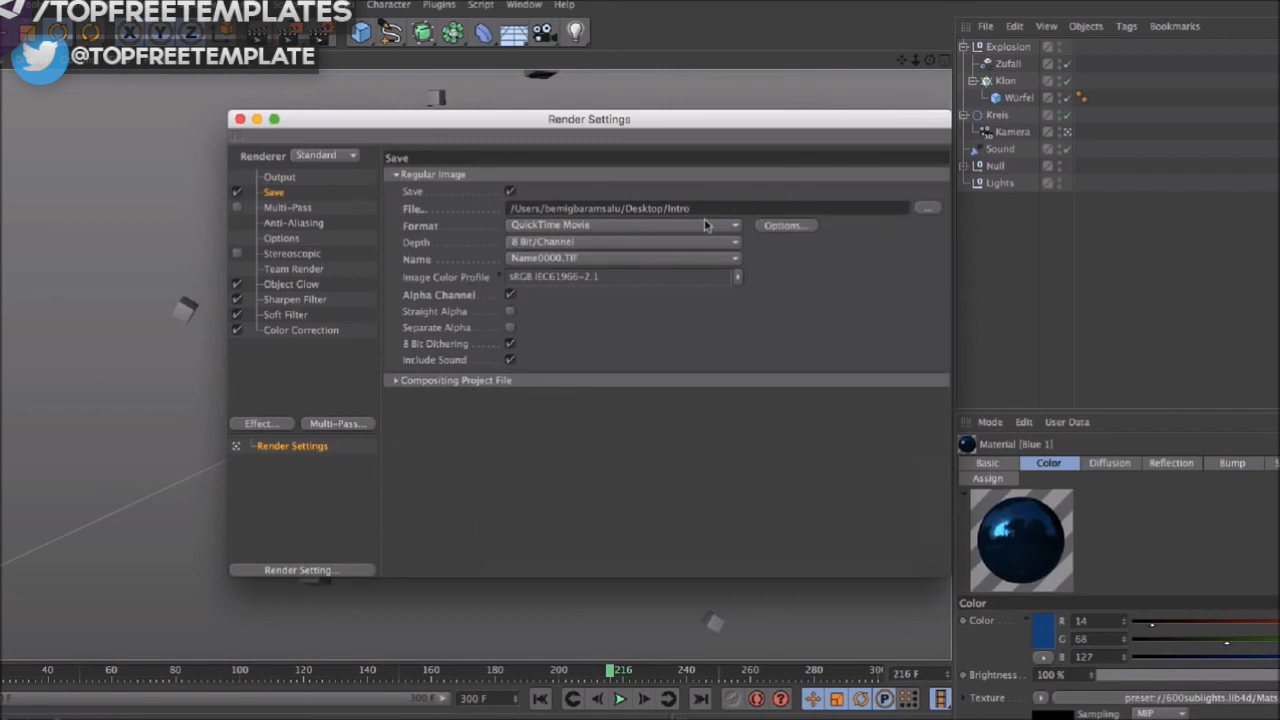 /TOPFREETEMPLATES
@TOPFREETEMPLATE
Character Plugins Script Window Help
File Edit View Objects Tags Bookmarks
Explosion
Zufall
Klon
Würfel
Kreis
Kamera
Sound
Null
Lights
Render Settings
Renderer Standard
Output
Save
Multi-Pass
Anti-Aliasing
Options
Stereoscopic
Team Render
Object Glow
Sharpen Filter
Soft Filter
Color Correction
Effect... Multi-Pass...
Render Settings
Render Setting...
Save
Regular Image
Save
File... /Users/bemigbaramsalu/Desktop/Intro ...
Format QuickTime Movie Options...
Depth 8 Bit/Channel
Name Name0000.TIF
Image Color Profile sRGB IEC61966-2.1
Alpha Channel
Straight Alpha
Separate Alpha
8 Bit Dithering
Include Sound
Compositing Project File
Mode Edit User Data
Material [Blue 1]
Basic Color Diffusion Reflection Bump
Assign
Color
Color R 14
G 68
B 127
Brightness 100 %
Texture preset://600sublights.lib4d/Mats
Sampling MIP
40 60 80 100 120 140 160 180 200 216 240 260 280 30
216 F
F 300 F 300 F